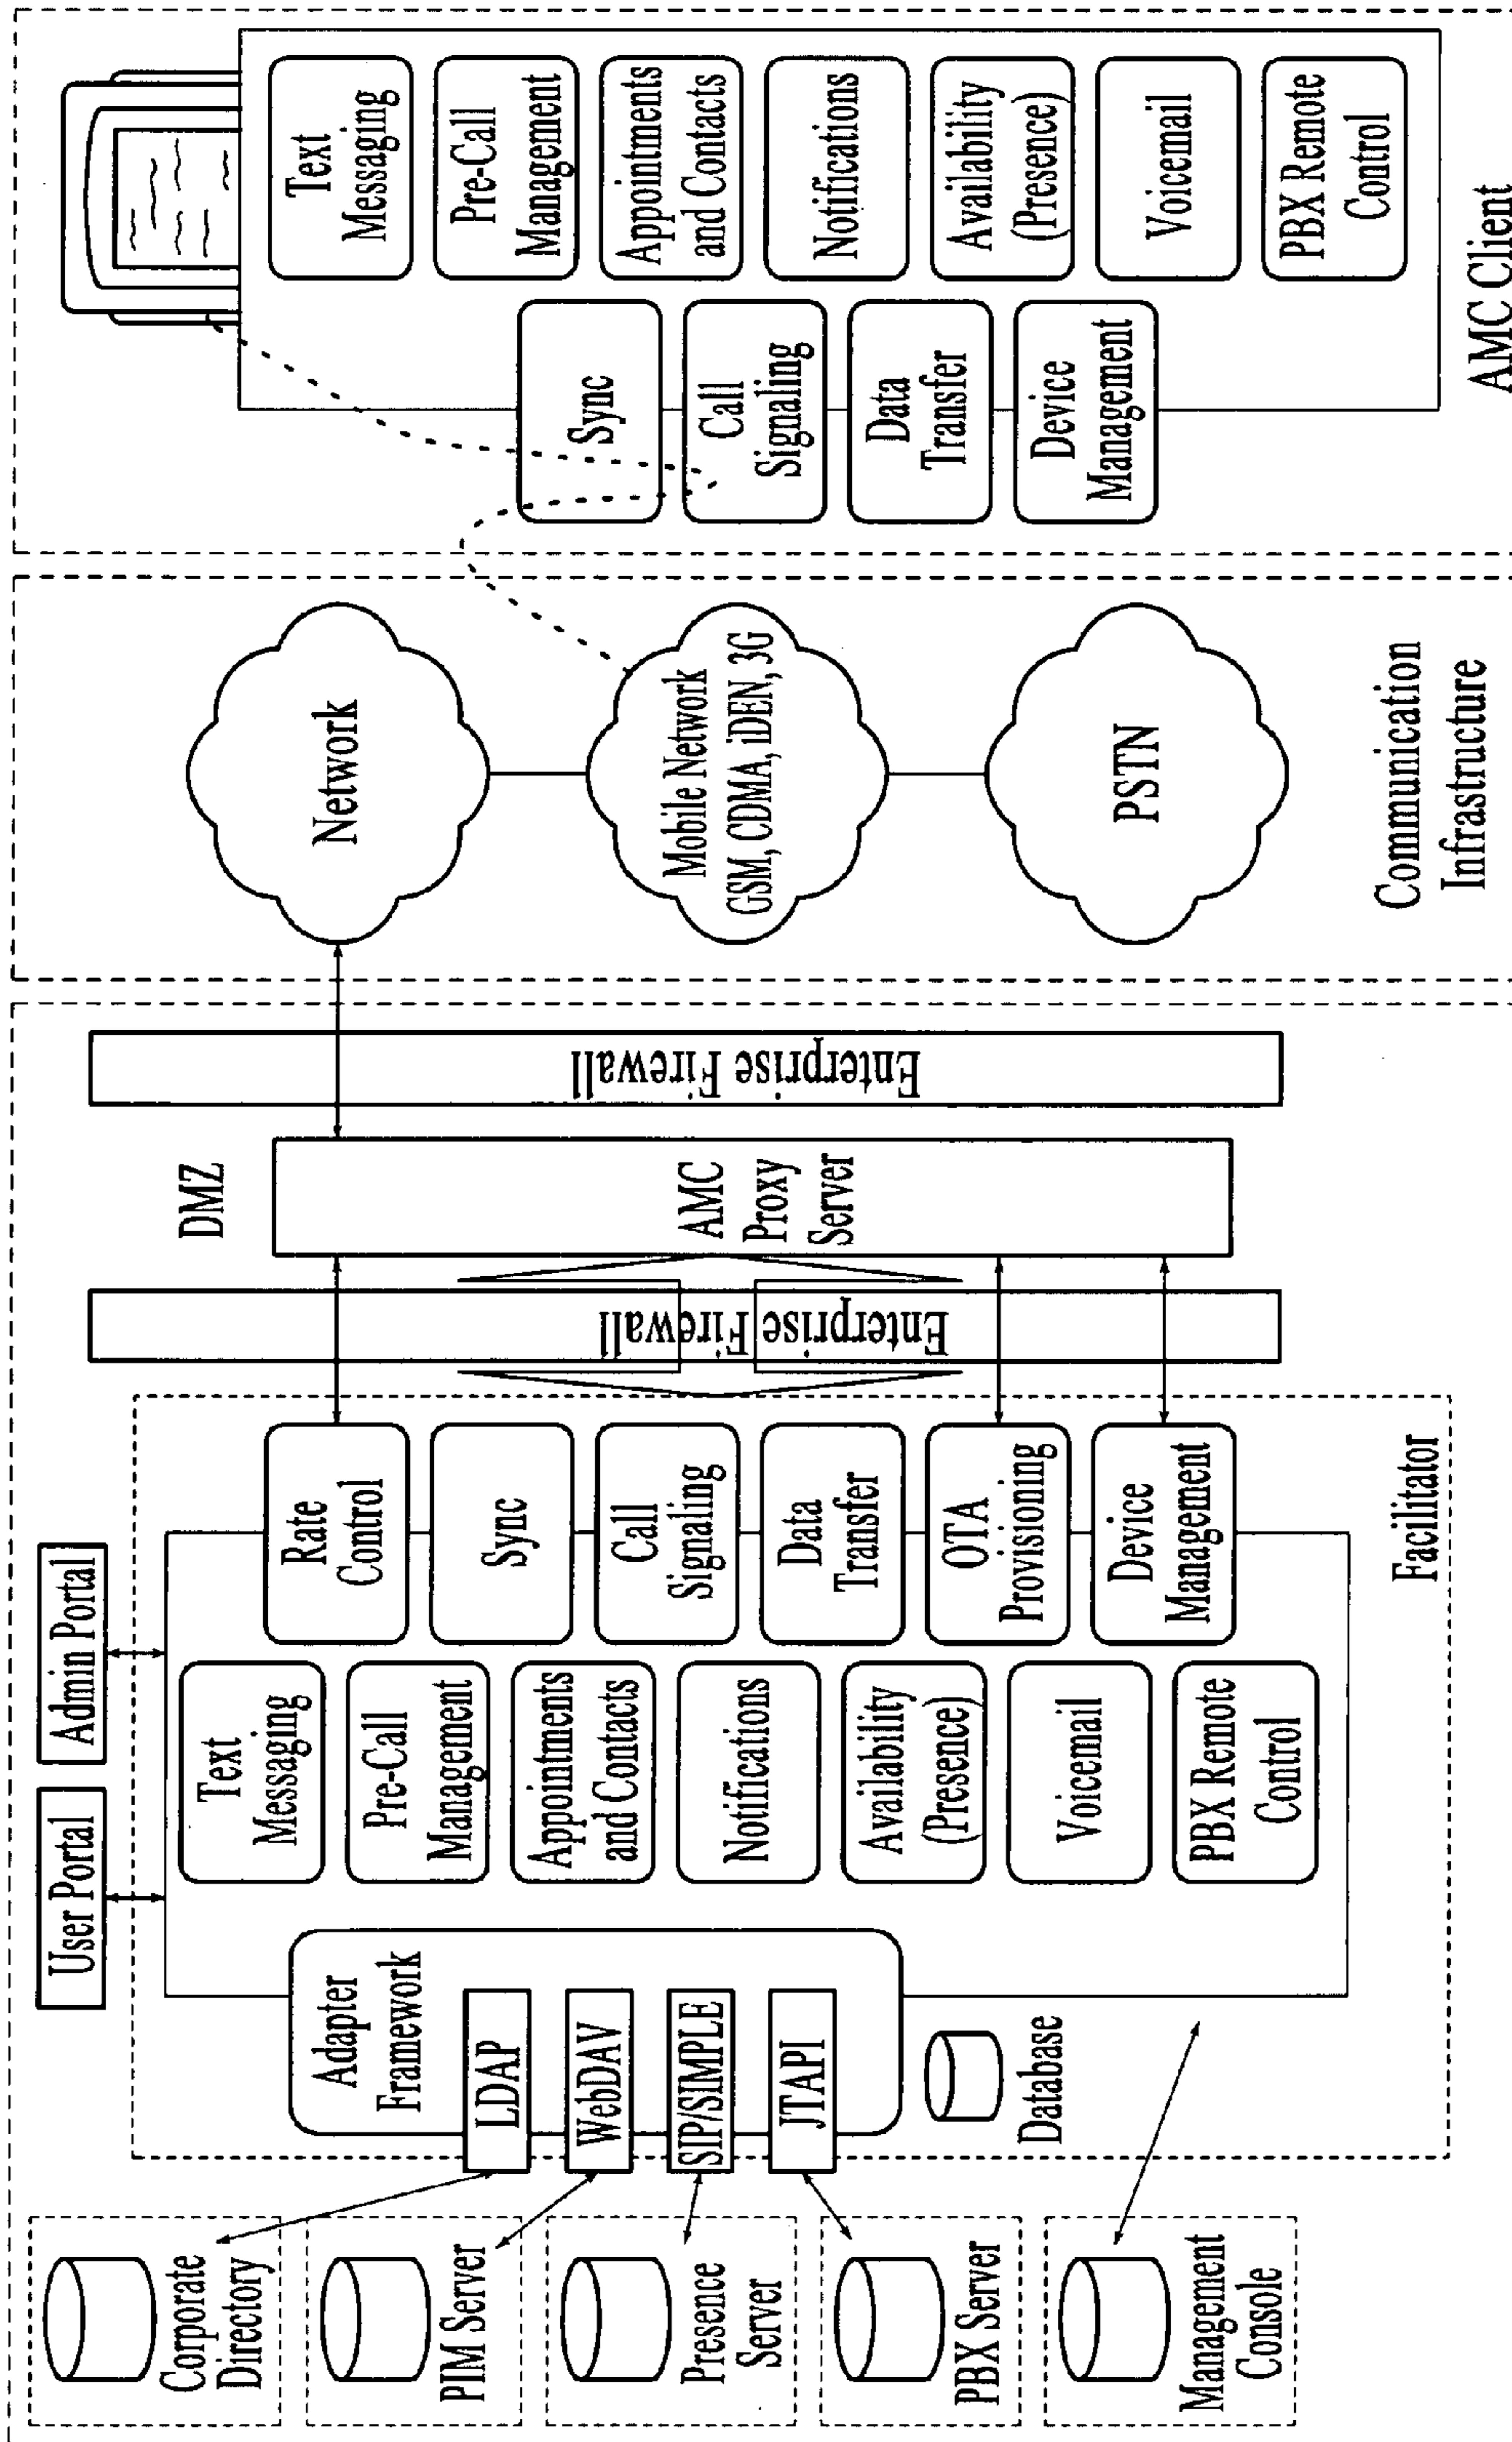 User Portal
Admin Portal
Corporate
Directory
PIM Server
Presence
Server
PBX Server
Management
Console
Adapter
Framework
LDAP
WebDAV
SIP/SIMPLE
JTAPI
Database
Text
Messaging
Pre-Call
Management
Appointments
and Contacts
Notifications
Availability
(Presence)
Voicemail
PBX Remote
Control
Rate
Control
Sync
Call
Signaling
Data
Transfer
OTA
Provisioning
Device
Management
Facilitator
Enterprise Firewall
DMZ
AMC
Proxy
Server
Enterprise Firewall
Network
Mobile Network
GSM, CDMA, iDEN, 3G
PSTN
Communication
Infrastructure
Sync
Call
Signaling
Data
Transfer
Device
Management
Text
Messaging
Pre-Call
Management
Appointments
and Contacts
Notifications
Availability
(Presence)
Voicemail
PBX Remote
Control
AMC Client